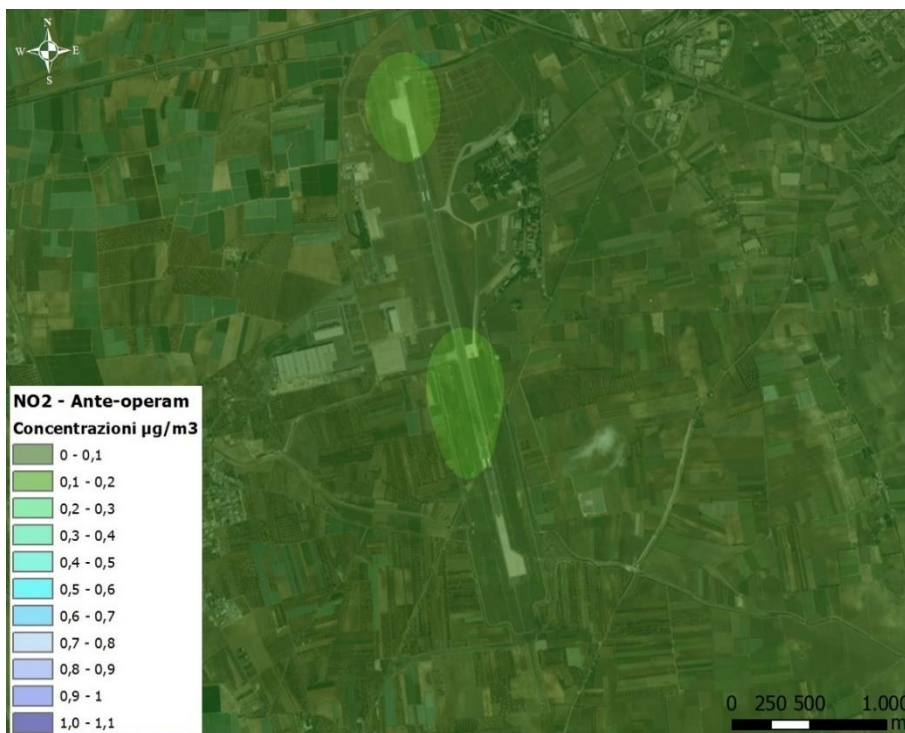 N
W E
S
NO2 - Ante-operam
Concentrazioni µg/m3
0 - 0,1
0,1 - 0,2
0,2 - 0,3
0,3 - 0,4
0,4 - 0,5
0,5 - 0,6
0,6 - 0,7
0,7 - 0,8
0,8 - 0,9
0,9 - 1
1,0 - 1,1
0 250 500 1.000
m